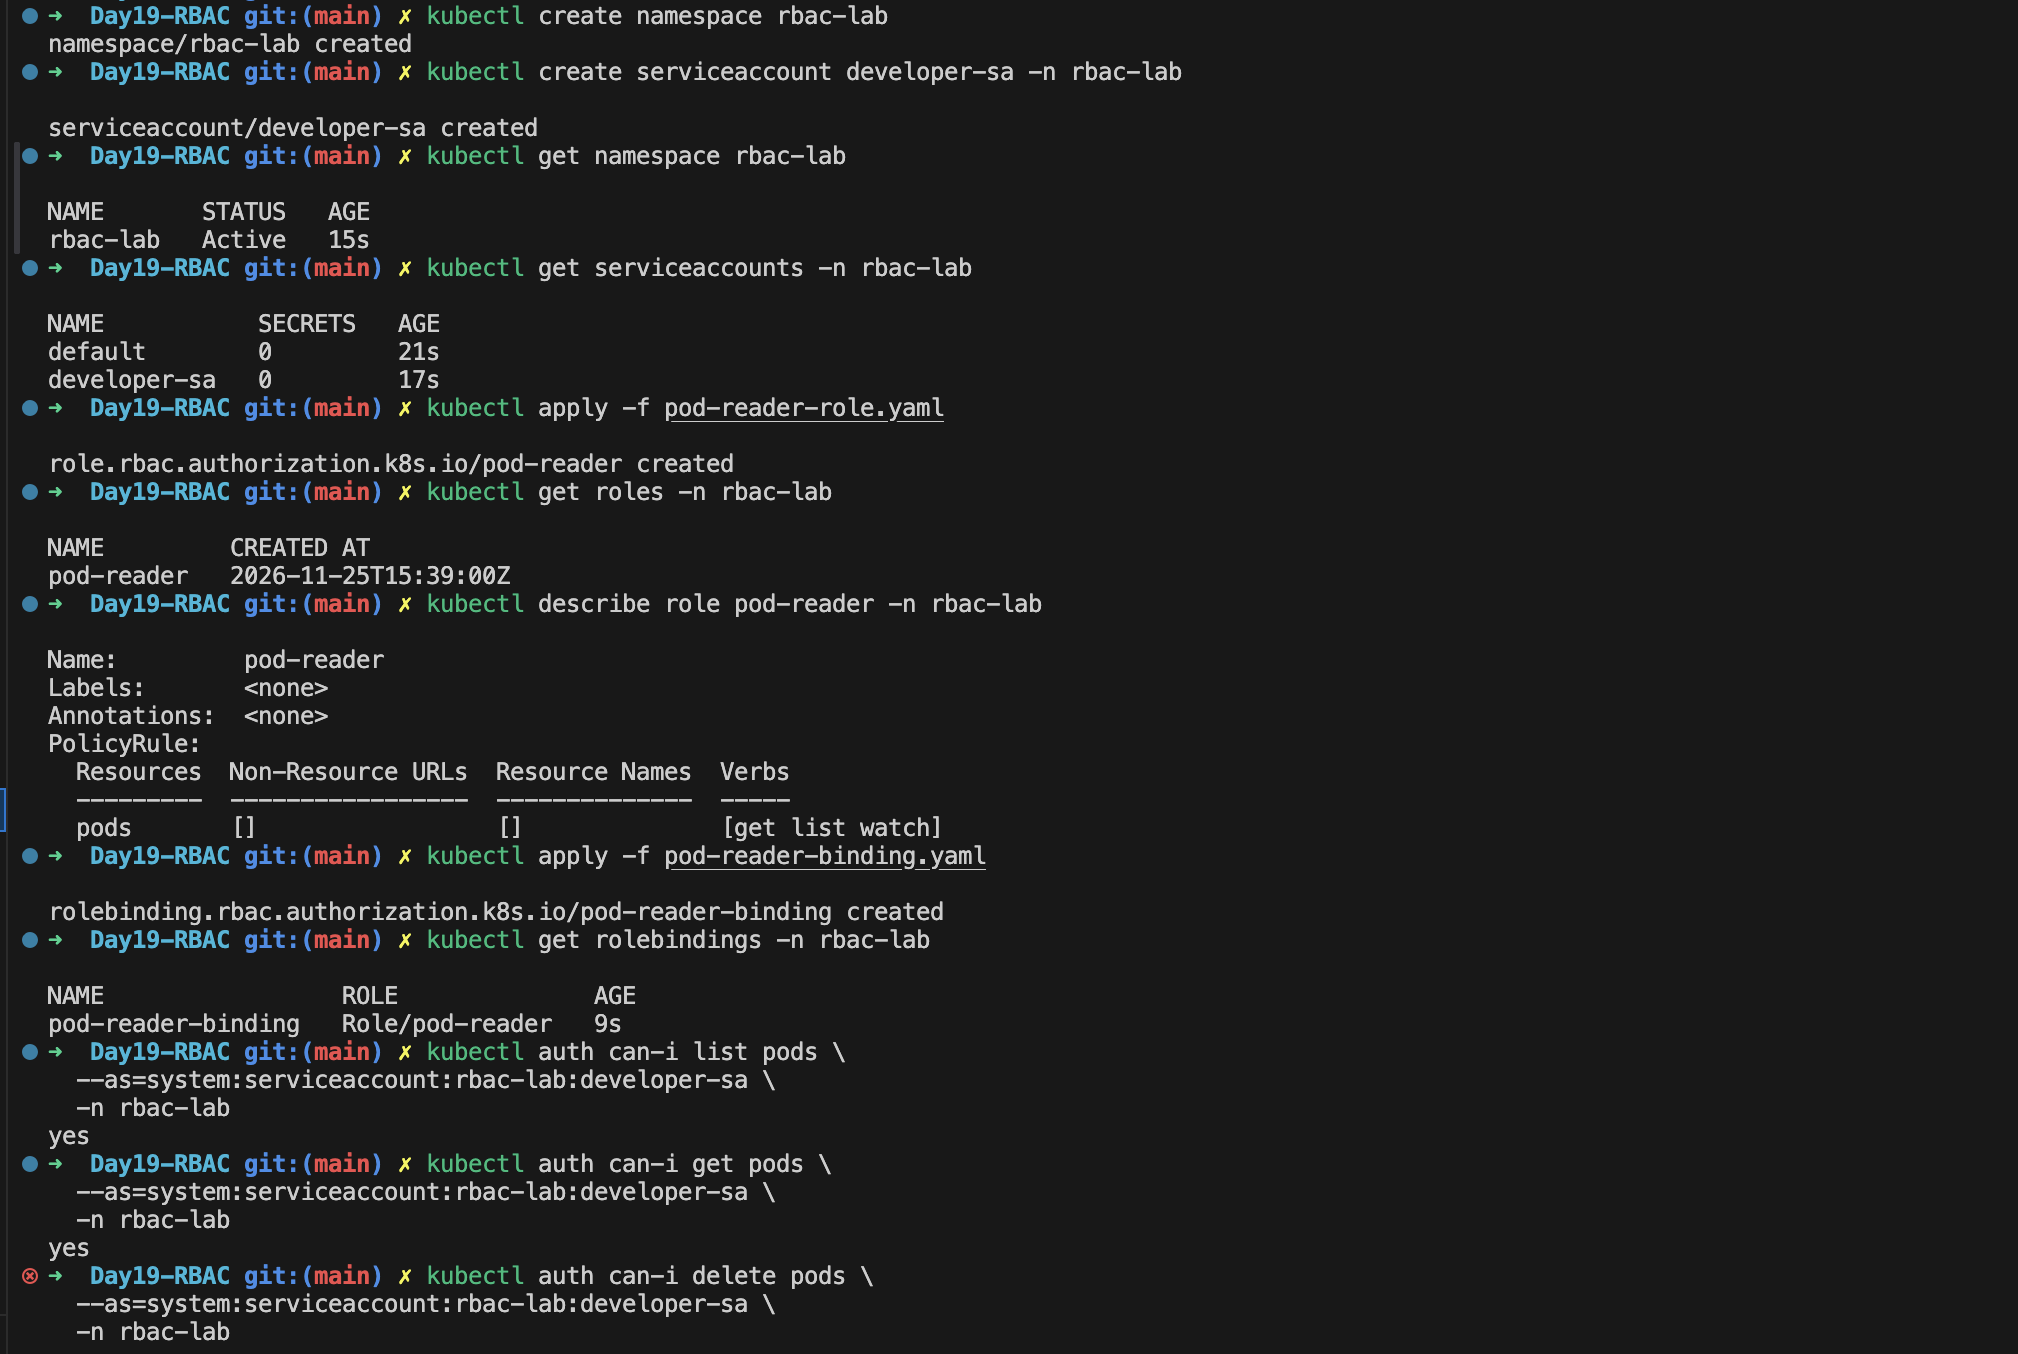 ➜  Day19-RBAC git:(main) ✗ kubectl create namespace rbac-lab
namespace/rbac-lab created
➜  Day19-RBAC git:(main) ✗ kubectl create serviceaccount developer-sa -n rbac-lab
serviceaccount/developer-sa created
➜  Day19-RBAC git:(main) ✗ kubectl get namespace rbac-lab
NAME       STATUS   AGE
rbac-lab   Active   15s
➜  Day19-RBAC git:(main) ✗ kubectl get serviceaccounts -n rbac-lab
NAME           SECRETS   AGE
default        0         21s
developer-sa   0         17s
➜  Day19-RBAC git:(main) ✗ kubectl apply -f pod-reader-role.yaml
role.rbac.authorization.k8s.io/pod-reader created
➜  Day19-RBAC git:(main) ✗ kubectl get roles -n rbac-lab
NAME         CREATED AT
pod-reader   2026-11-25T15:39:00Z
➜  Day19-RBAC git:(main) ✗ kubectl describe role pod-reader -n rbac-lab
Name:         pod-reader
Labels:       <none>
Annotations:  <none>
PolicyRule:
  Resources  Non-Resource URLs  Resource Names  Verbs
  ---------  -----------------  --------------  -----
  pods       []                 []              [get list watch]
➜  Day19-RBAC git:(main) ✗ kubectl apply -f pod-reader-binding.yaml
rolebinding.rbac.authorization.k8s.io/pod-reader-binding created
➜  Day19-RBAC git:(main) ✗ kubectl get rolebindings -n rbac-lab
NAME                 ROLE              AGE
pod-reader-binding   Role/pod-reader   9s
➜  Day19-RBAC git:(main) ✗ kubectl auth can-i list pods \
  --as=system:serviceaccount:rbac-lab:developer-sa \
  -n rbac-lab
yes
➜  Day19-RBAC git:(main) ✗ kubectl auth can-i get pods \
  --as=system:serviceaccount:rbac-lab:developer-sa \
  -n rbac-lab
yes
➜  Day19-RBAC git:(main) ✗ kubectl auth can-i delete pods \
  --as=system:serviceaccount:rbac-lab:developer-sa \
  -n rbac-lab